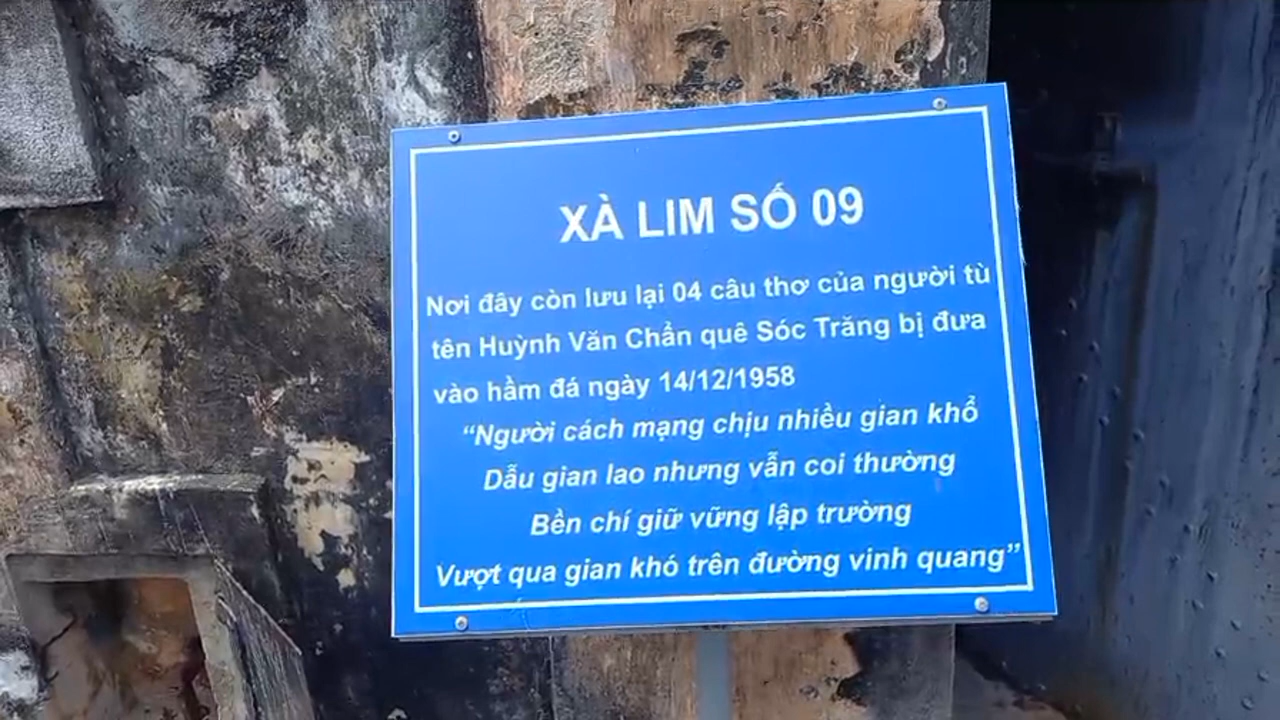 XÀ LIM SỐ 09
Nơi đây còn lưu lại 04 câu thơ của người tù
tên Huỳnh Văn Chẩn quê Sóc Trăng bị đưa
vào hầm đá ngày 14/12/1958
“Người cách mạng chịu nhiều gian khổ
Dẫu gian lao nhưng vẫn coi thường
Bền chí giữ vững lập trường
Vượt qua gian khó trên đường vinh quang”